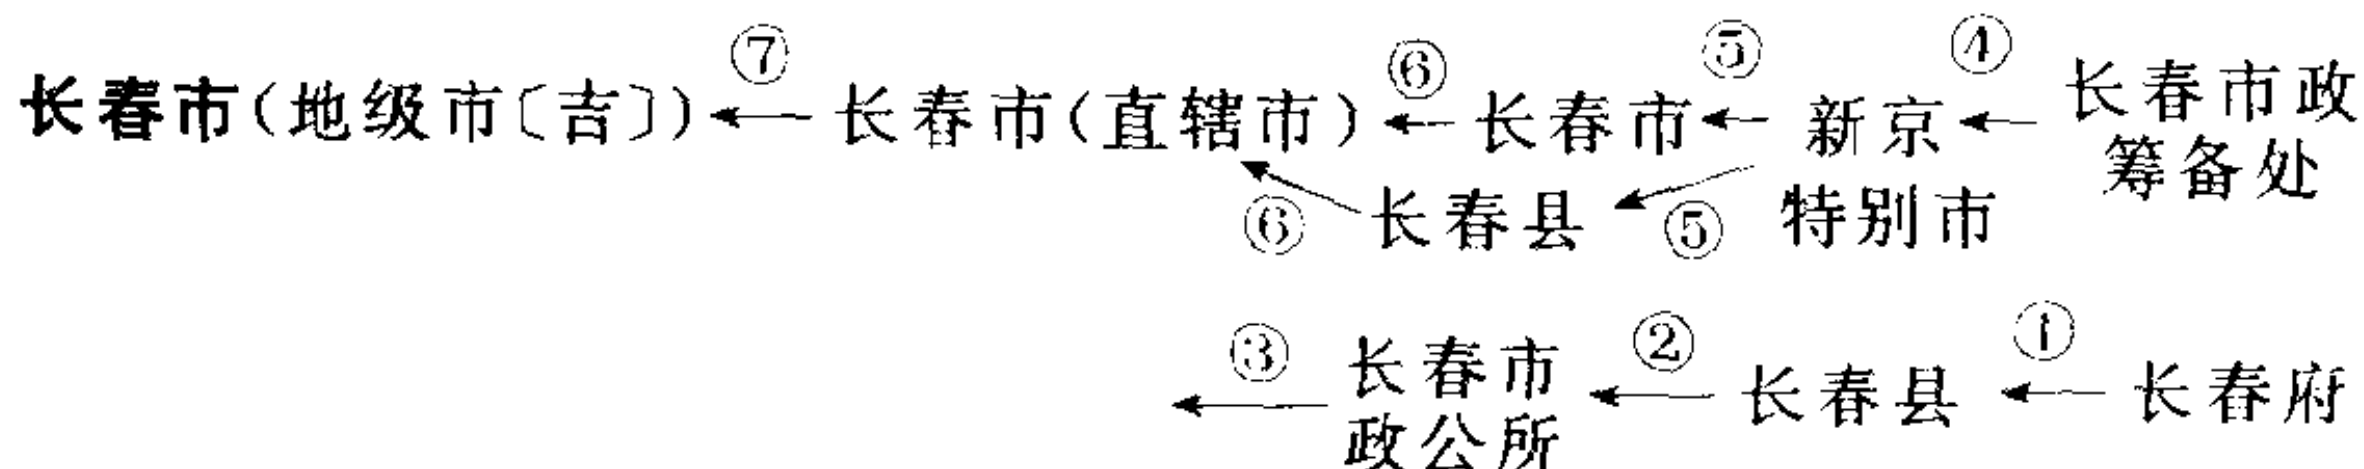 长春市(地级市〔吉〕) ⑦← 长春市(直辖市) ⑥← 长春市 ⑤← 新京特别市 ④← 长春市政筹备处
⑥ 长春县 ⑤
③← 长春市政公所 ②← 长春县 ①← 长春府